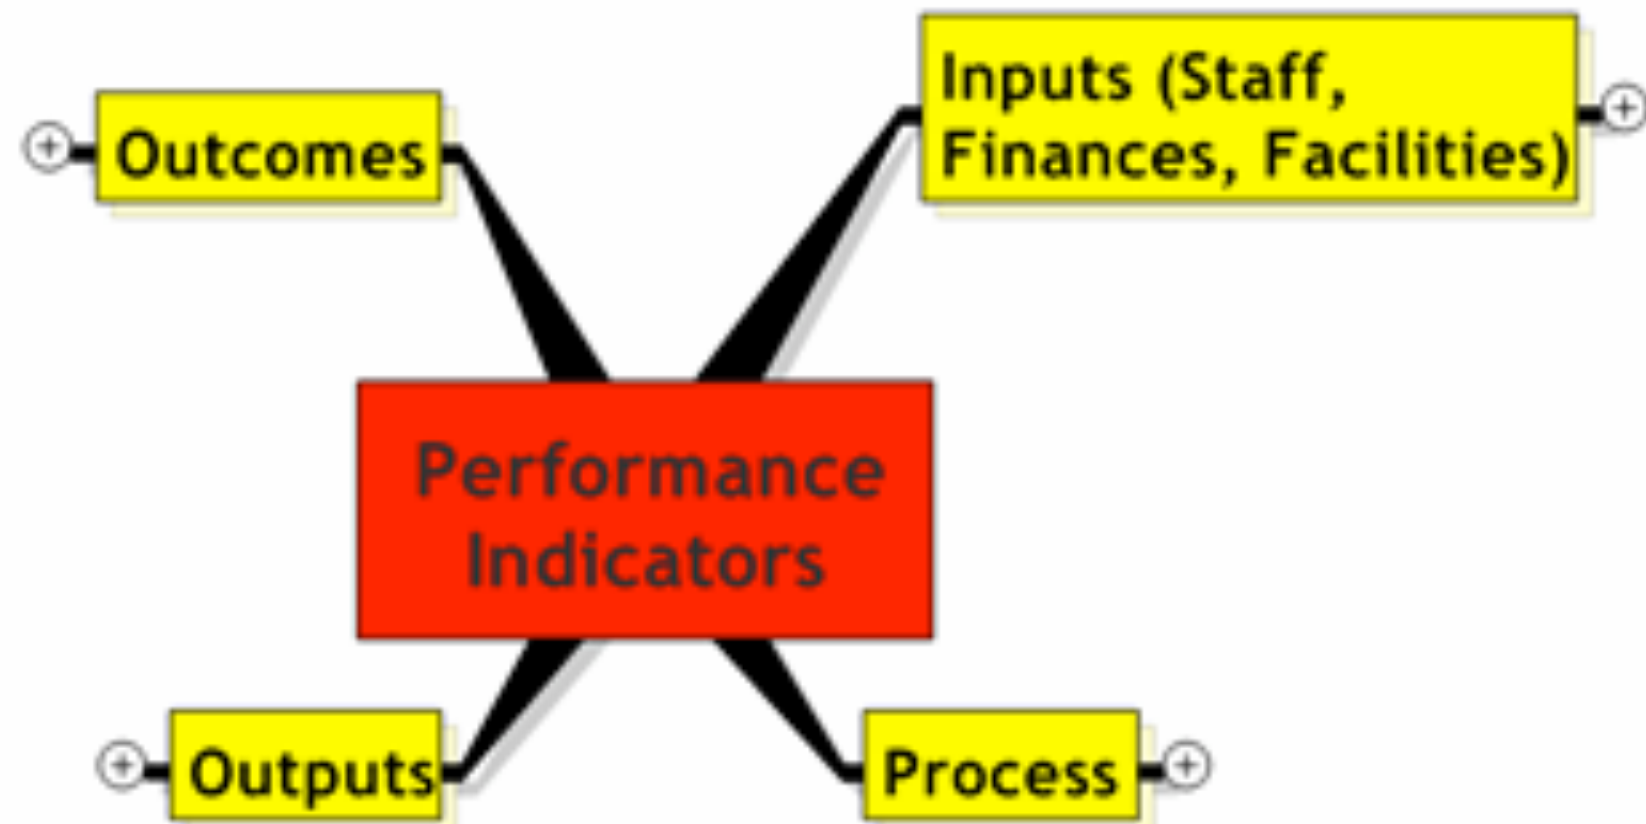 Outcomes
Inputs (Staff,
Finances, Facilities)
Performance
Indicators
Outputs
Process